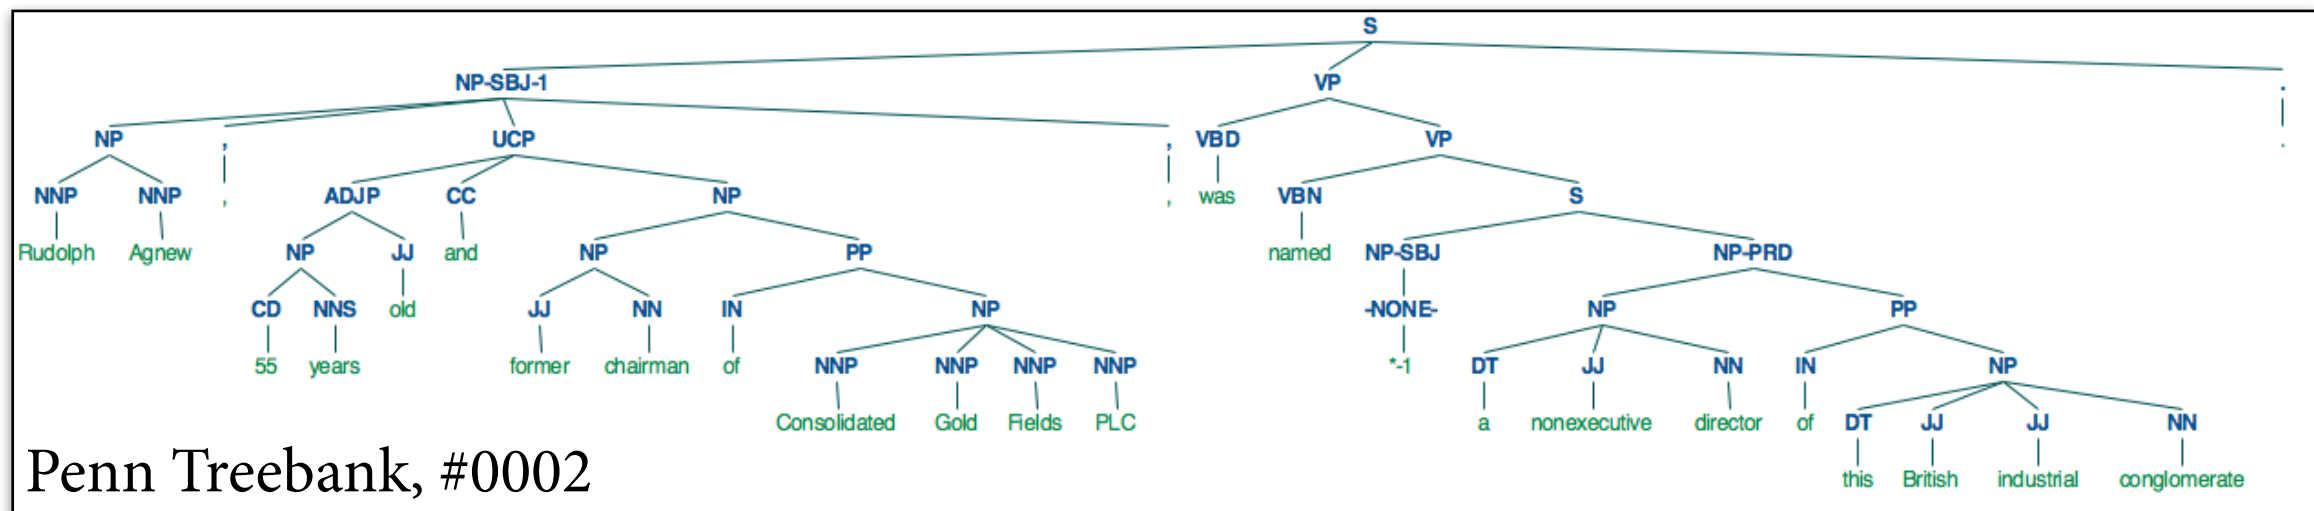 S
NP-SBJ-1 VP .
NP , UCP , VBD VP .
NNP NNP , ADJP CC NP , was VBN S
Rudolph Agnew NP JJ and NP PP named NP-SBJ NP-PRD
CD NNS old JJ NN IN NP -NONE- NP PP
55 years former chairman of NNP NNP NNP NNP *-1 DT JJ NN IN NP
Consolidated Gold Fields PLC a nonexecutive director of DT JJ JJ NN
Penn Treebank, #0002 this British industrial conglomerate